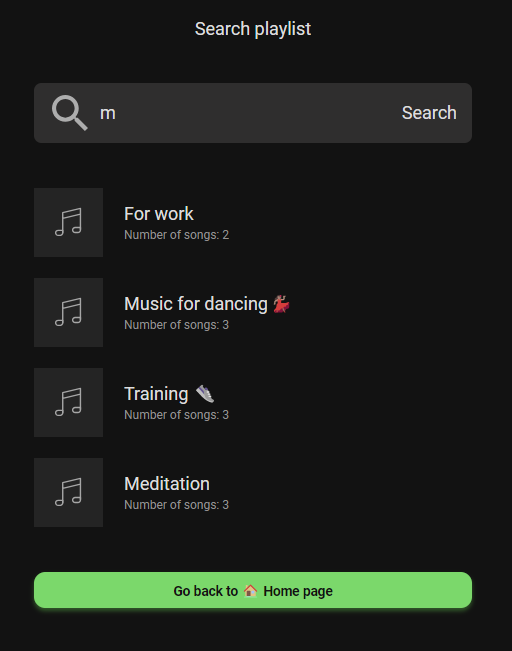 Search playlist
m Search
For work
Number of songs: 2
Music for dancing 💃
Number of songs: 3
Training 👟
Number of songs: 3
Meditation
Number of songs: 3
Go back to 🏠 Home page